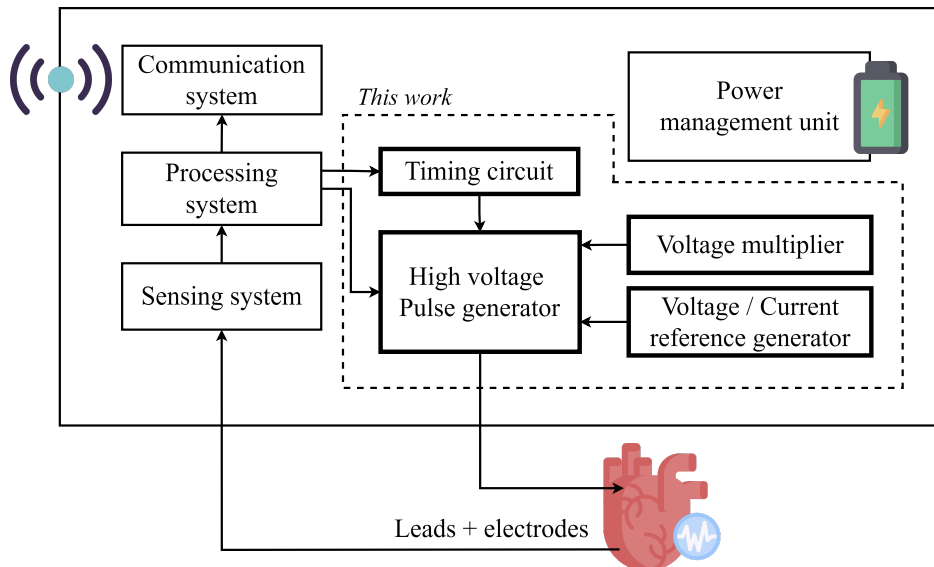 Communication
system
Power
management unit
This work
Processing
system
Timing circuit
Sensing system
High voltage
Pulse generator
Voltage multiplier
Voltage / Current
reference generator
Leads + electrodes